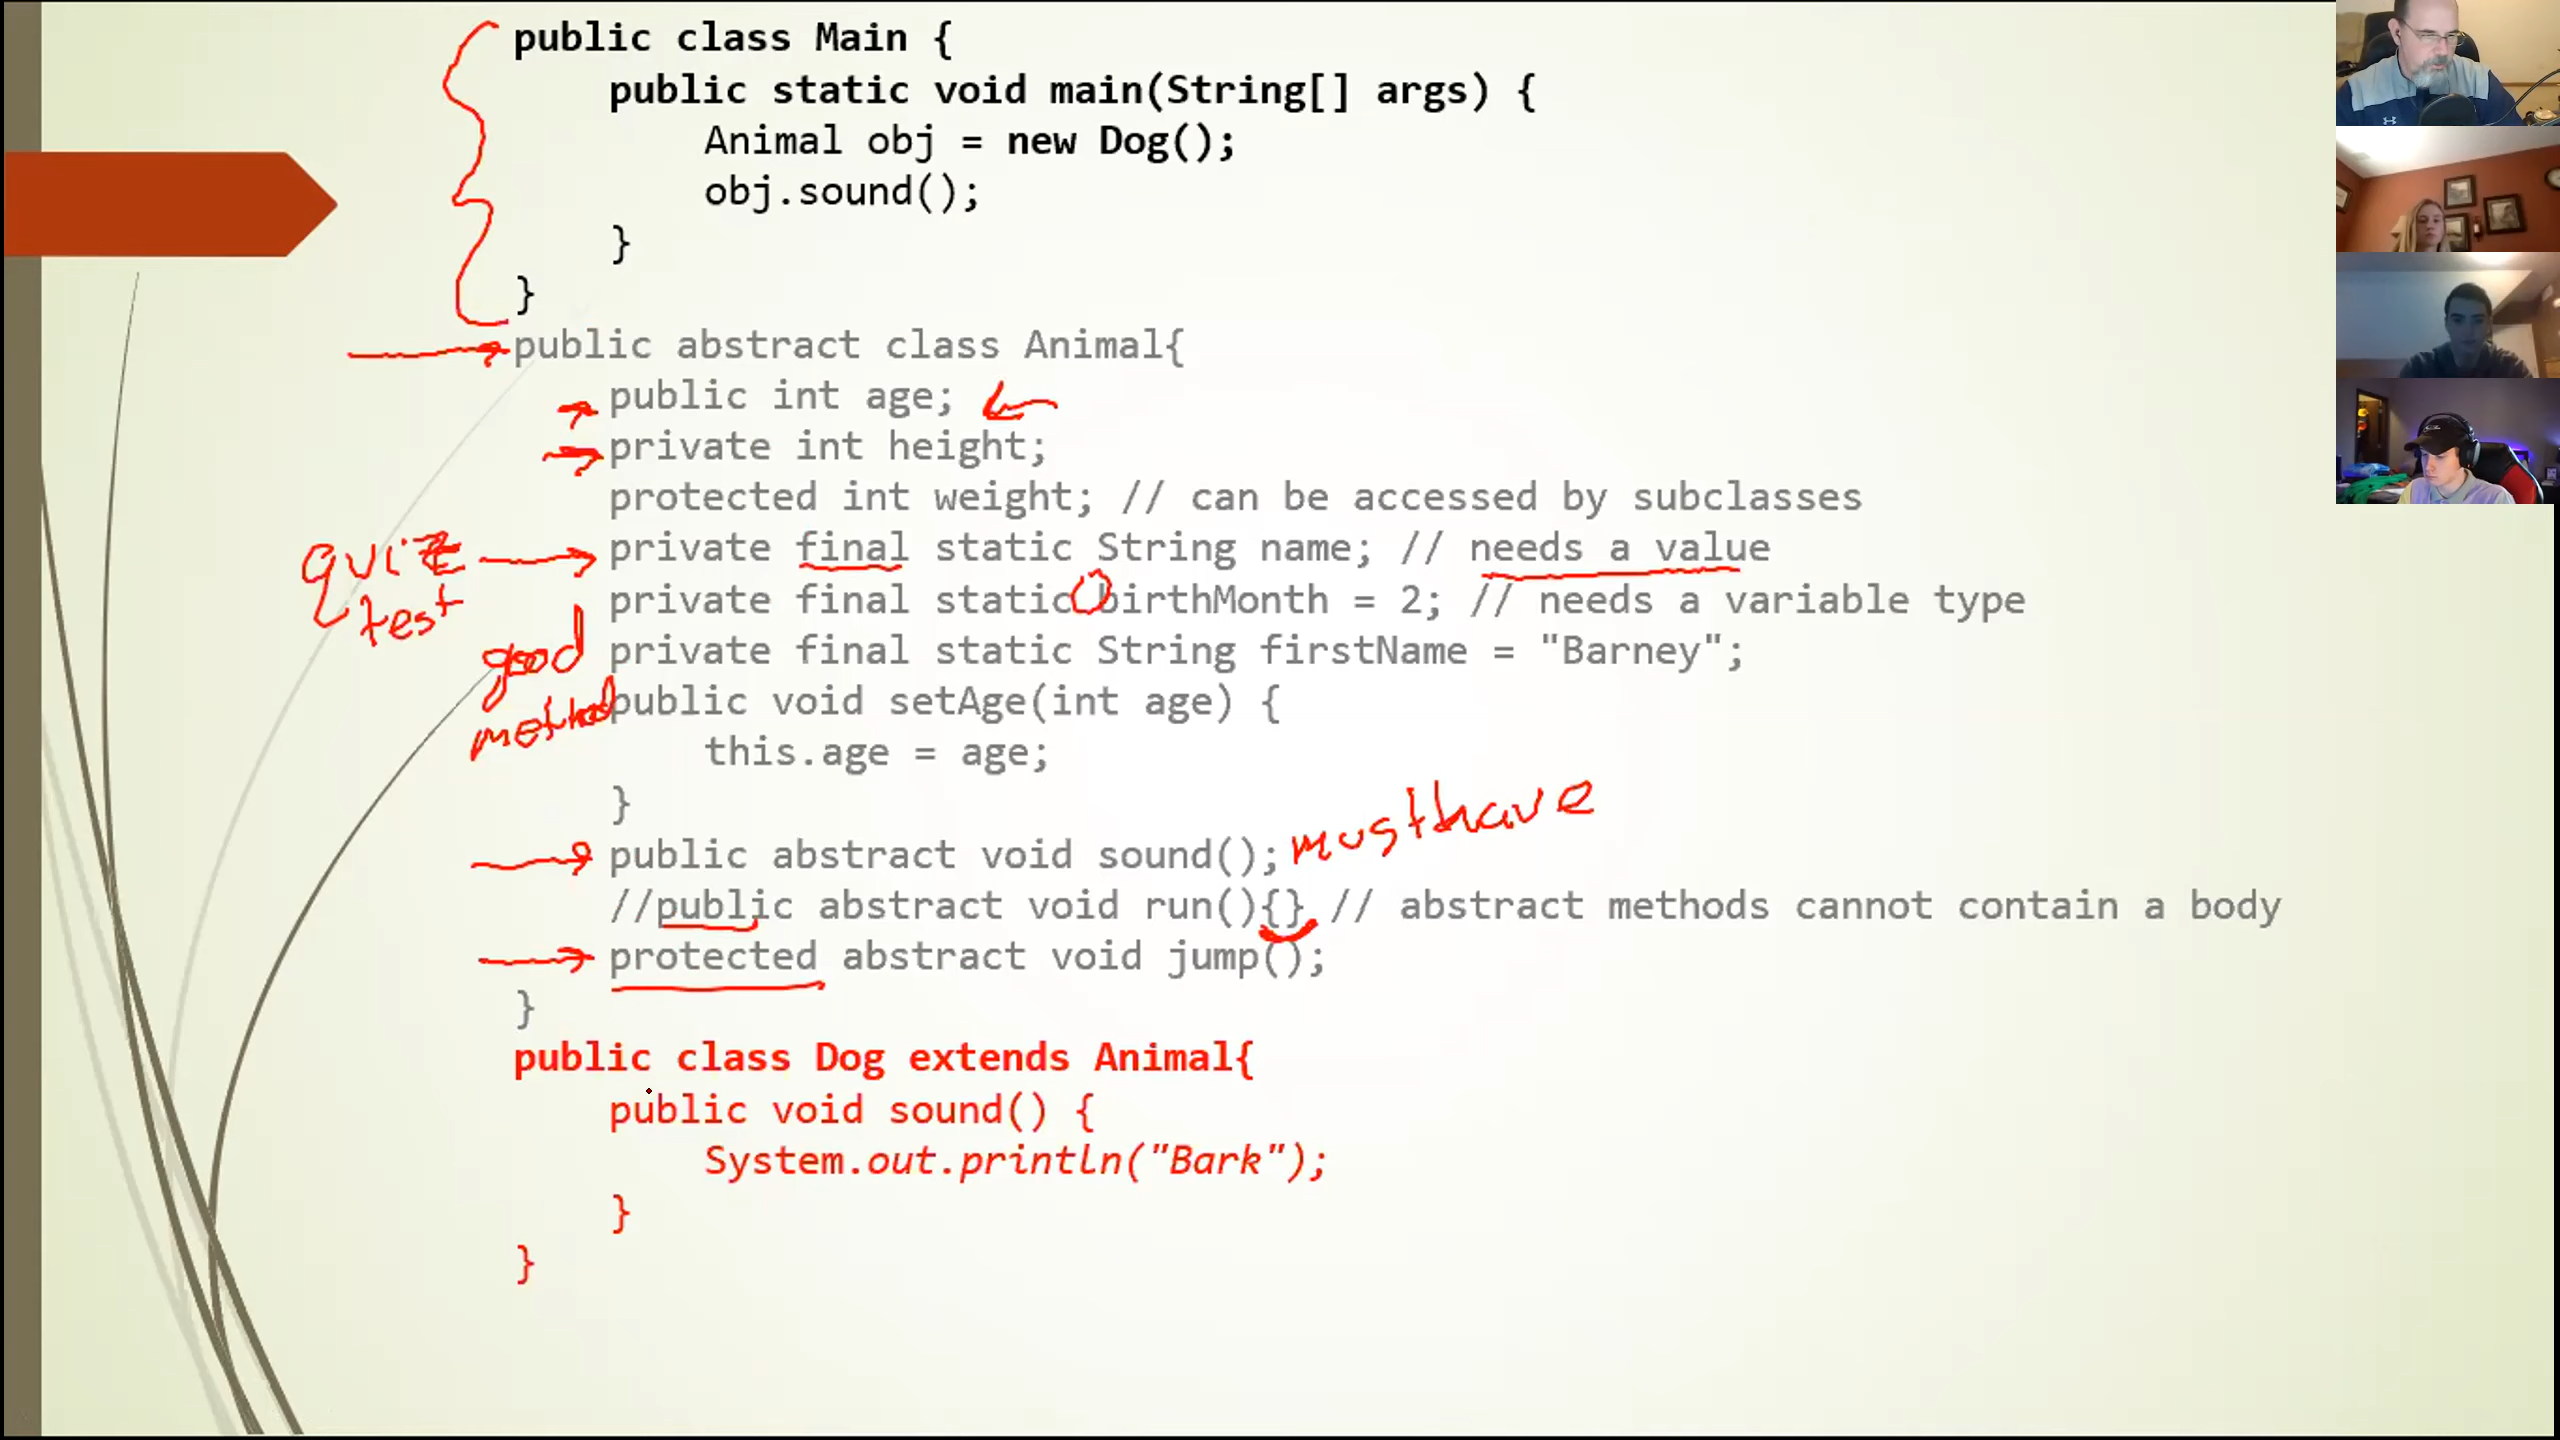 public class Main {
public static void main(String[] args) {
Animal obj = new Dog();
obj.sound();
}
}
public abstract class Animal{
public int age;
private int height;
protected int weight; // can be accessed by subclasses
quiz private final static String name; // needs a value
test private final static birthMonth = 2; // needs a variable type
good private final static String firstName = "Barney";
method public void setAge(int age) {
this.age = age;
}
public abstract void sound(); must have
//public abstract void run(){} // abstract methods cannot contain a body
protected abstract void jump();
}
public class Dog extends Animal{
public void sound() {
System.out.println("Bark");
}
}